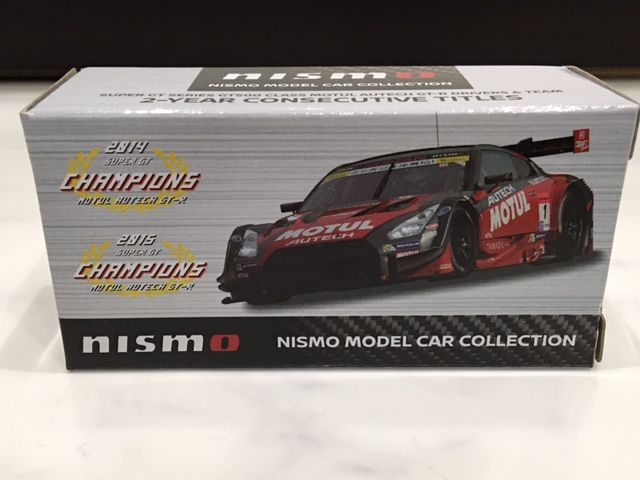 nismo
NISMO MODEL CAR COLLECTION
SUPER GT SERIES GT500 CLASS MOTUL AUTECH GT-R DRIVERS & TEAM
2-YEAR CONSECUTIVE TITLES
2014
SUPER GT
CHAMPIONS
MOTUL AUTECH GT-R
2015
SUPER GT
CHAMPIONS
MOTUL AUTECH GT-R
MOTUL
AUTECH
AUTECH
MOTUL
1
nismo
NISMO MODEL CAR COLLECTION